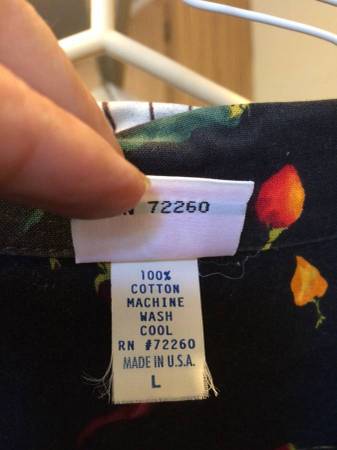 N 72260
100%
COTTON
MACHINE
WASH
COOL
RN #72260
MADE IN U.S.A.
L